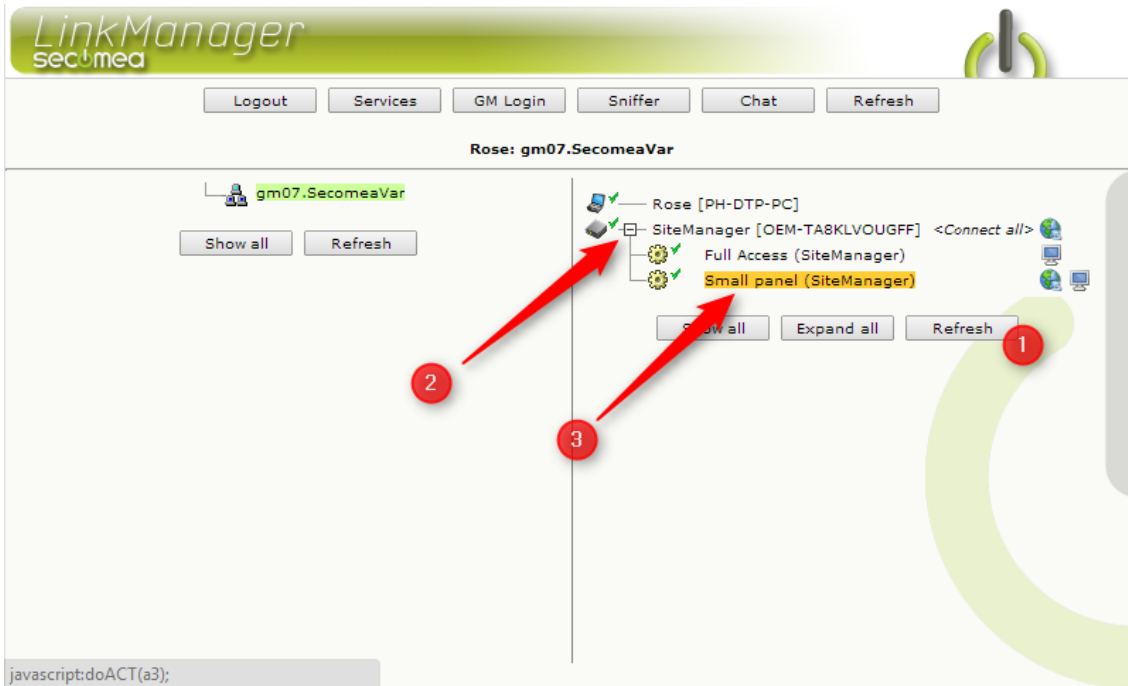 LinkManager
secomea
Logout Services GM Login Sniffer Chat Refresh
Rose: gm07.SecomeaVar
gm07.SecomeaVar
Show all Refresh
Rose [PH-DTP-PC]
SiteManager [OEM-TA8KLVOUGFF] <Connect all>
Full Access (SiteManager)
Small panel (SiteManager)
Show all Expand all Refresh
1
2
3
javascript:doACT(a3);